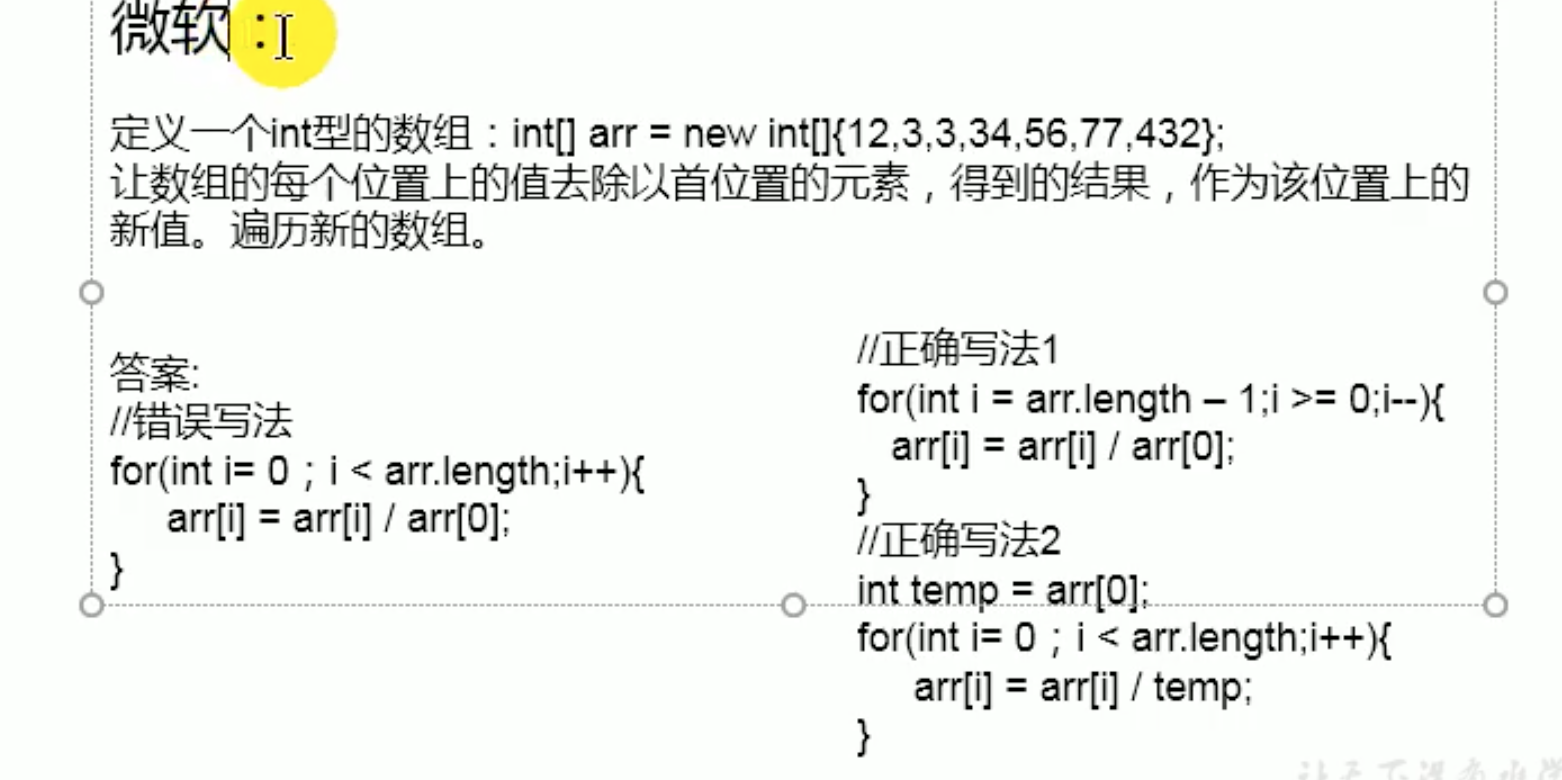 微软：
定义一个int型的数组：int[] arr = new int[]{12,3,3,34,56,77,432};
让数组的每个位置上的值去除以首位置的元素，得到的结果，作为该位置上的
新值。遍历新的数组。
答案:
//错误写法
for(int i= 0；i < arr.length;i++){
arr[i] = arr[i] / arr[0];
}
//正确写法1
for(int i = arr.length – 1;i >= 0;i--){
arr[i] = arr[i] / arr[0];
}
//正确写法2
int temp = arr[0];
for(int i= 0；i < arr.length;i++){
arr[i] = arr[i] / temp;
}